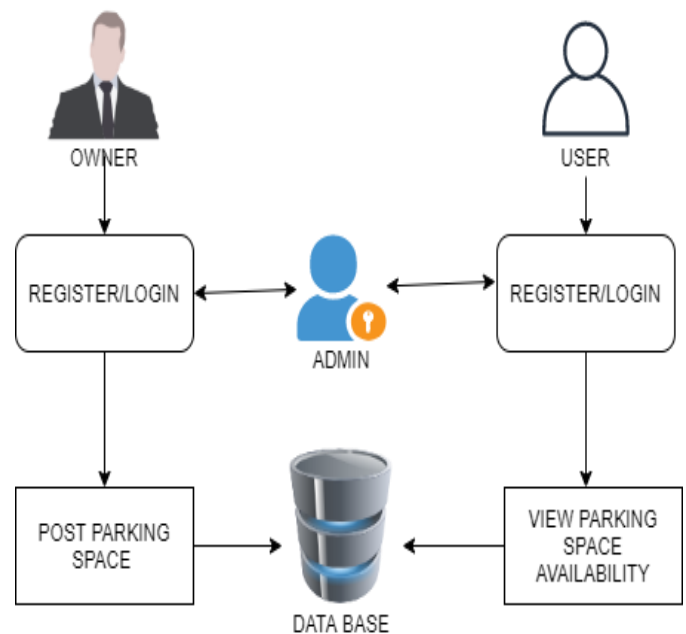 OWNER
USER
REGISTER/LOGIN
REGISTER/LOGIN
ADMIN
POST PARKING
SPACE
VIEW PARKING
SPACE
AVAILABILITY
DATA BASE